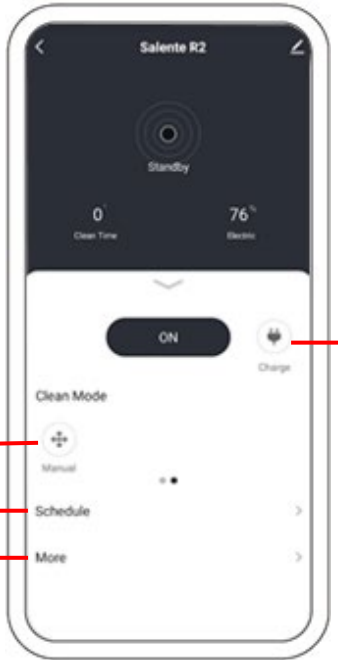 Salente R2
Standby
0'
76%
Clean Time
Electric
ON
Charge
Clean Mode
Manual
Schedule
More